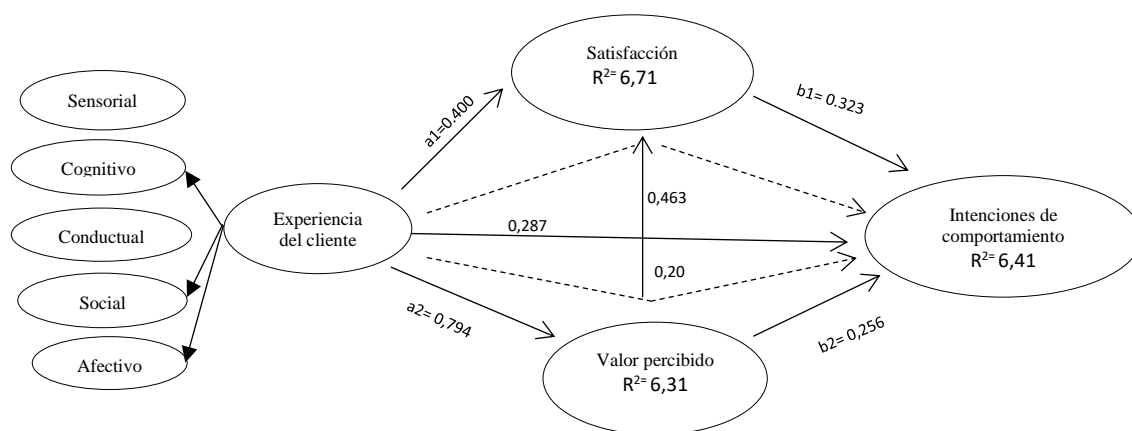 Sensorial
Cognitivo
Conductual
Social
Afectivo
Experiencia
del cliente
a1=0.400
Satisfacción
R²= 6,71
b1= 0.323
0,463
0,287
0,20
a2= 0,794
Valor percibido
R²= 6,31
b2= 0,256
Intenciones de
comportamiento
R²= 6,41